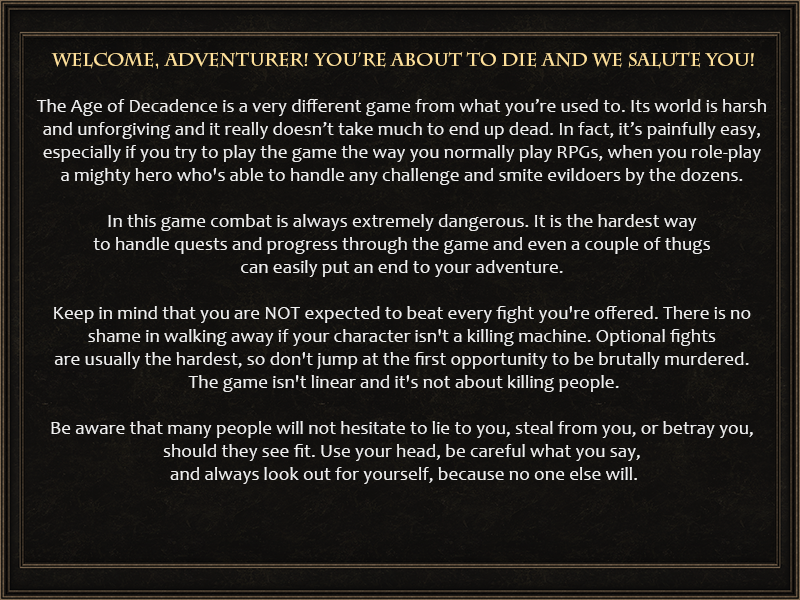 WELCOME, ADVENTURER! YOU'RE ABOUT TO DIE AND WE SALUTE YOU!
The Age of Decadence is a very different game from what you’re used to. Its world is harsh
and unforgiving and it really doesn’t take much to end up dead. In fact, it’s painfully easy,
especially if you try to play the game the way you normally play RPGs, when you role-play
a mighty hero who's able to handle any challenge and smite evildoers by the dozens.
In this game combat is always extremely dangerous. It is the hardest way
to handle quests and progress through the game and even a couple of thugs
can easily put an end to your adventure.
Keep in mind that you are NOT expected to beat every fight you're offered. There is no
shame in walking away if your character isn't a killing machine. Optional fights
are usually the hardest, so don't jump at the first opportunity to be brutally murdered.
The game isn't linear and it's not about killing people.
Be aware that many people will not hesitate to lie to you, steal from you, or betray you,
should they see fit. Use your head, be careful what you say,
and always look out for yourself, because no one else will.